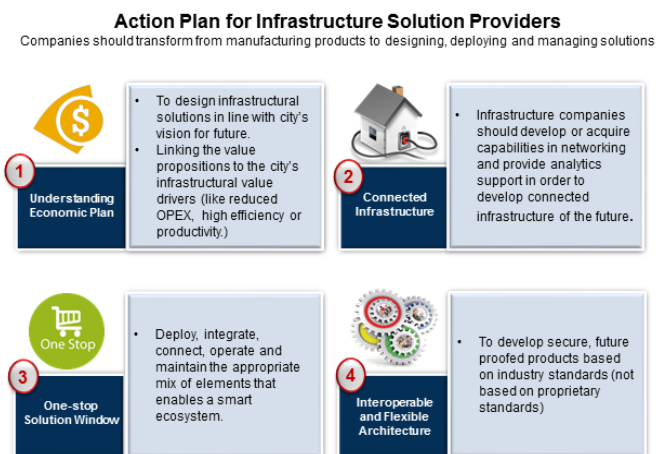 Action Plan for Infrastructure Solution Providers
Companies should transform from manufacturing products to designing, deploying and managing solutions
1
Understanding
Economic Plan
• To design infrastructural
solutions in line with city's
vision for future.
• Linking the value
propositions to the city's
infrastructural value
drivers (like reduced
OPEX, high efficiency or
productivity.)
2
Connected
Infrastructure
• Infrastructure companies
should develop or acquire
capabilities in networking
and provide analytics
support in order to
develop connected
infrastructure of the future.
One Stop
3
One-stop
Solution Window
• Deploy, integrate,
connect, operate and
maintain the appropriate
mix of elements that
enables a smart
ecosystem.
4
Interoperable
and Flexible
Architecture
• To develop secure, future
proofed products based
on industry standards (not
based on proprietary
standards)